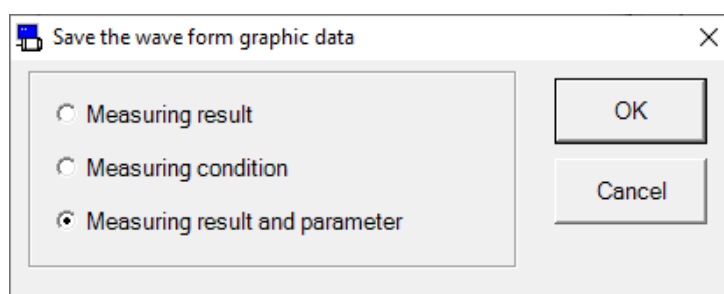 Save the wave form graphic data
Measuring result
OK
Measuring condition
Cancel
Measuring result and parameter